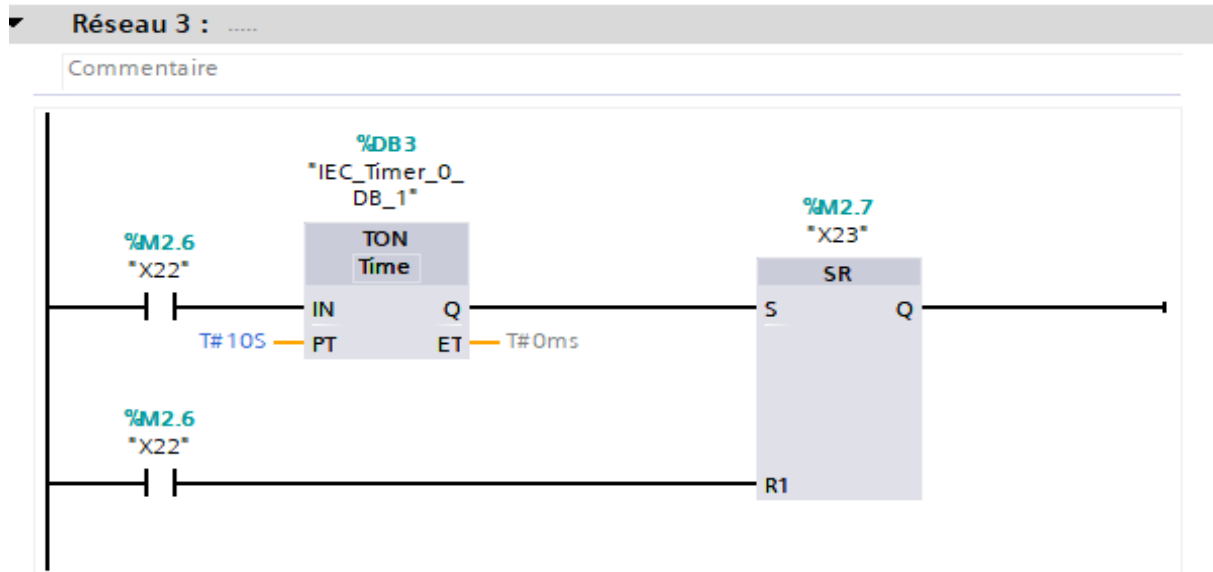 Réseau 3 : .....
Commentaire
%DB3
"IEC_Timer_0_
DB_1"
%M2.7
"X23"
%M2.6
"X22"
TON
Time
SR
IN Q
S Q
T#10S PT ET T#0ms
%M2.6
"X22"
R1